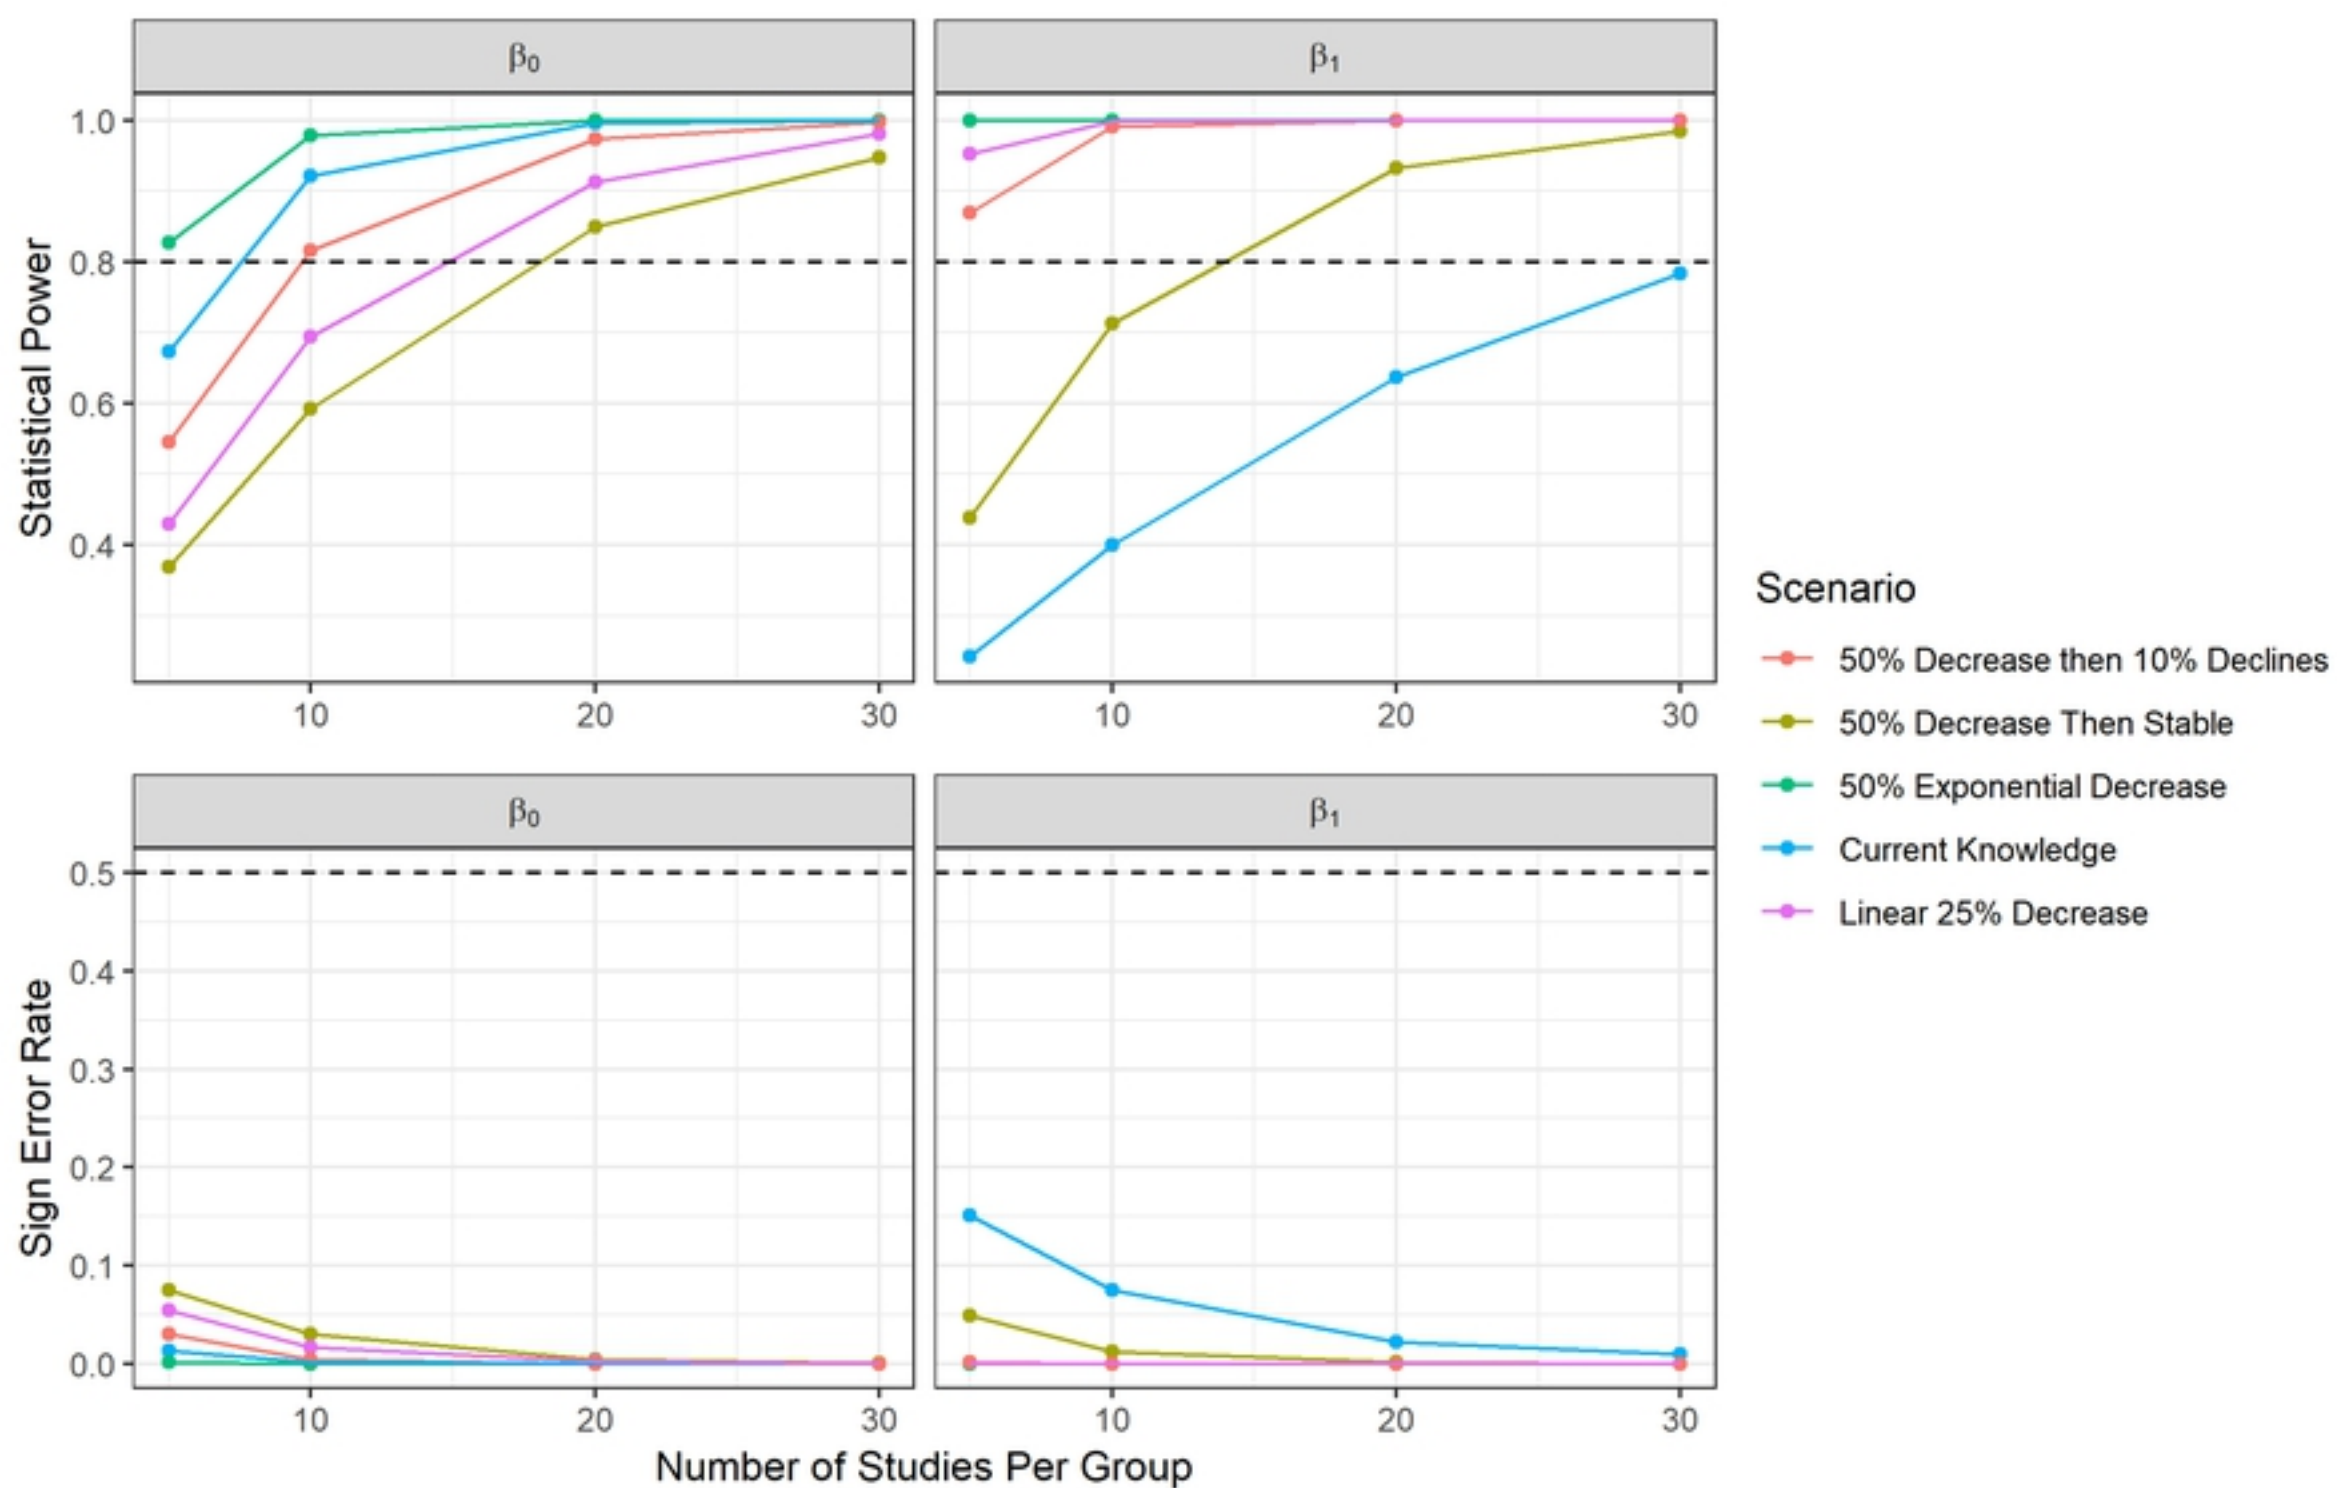 β0 β1
Statistical Power
1.0
0.8
0.6
0.4
10 20 30 10 20 30
β0 β1
Sign Error Rate
0.5
0.4
0.3
0.2
0.1
0.0
10 20 30 10 20 30
Number of Studies Per Group
Scenario
50% Decrease then 10% Declines
50% Decrease Then Stable
50% Exponential Decrease
Current Knowledge
Linear 25% Decrease